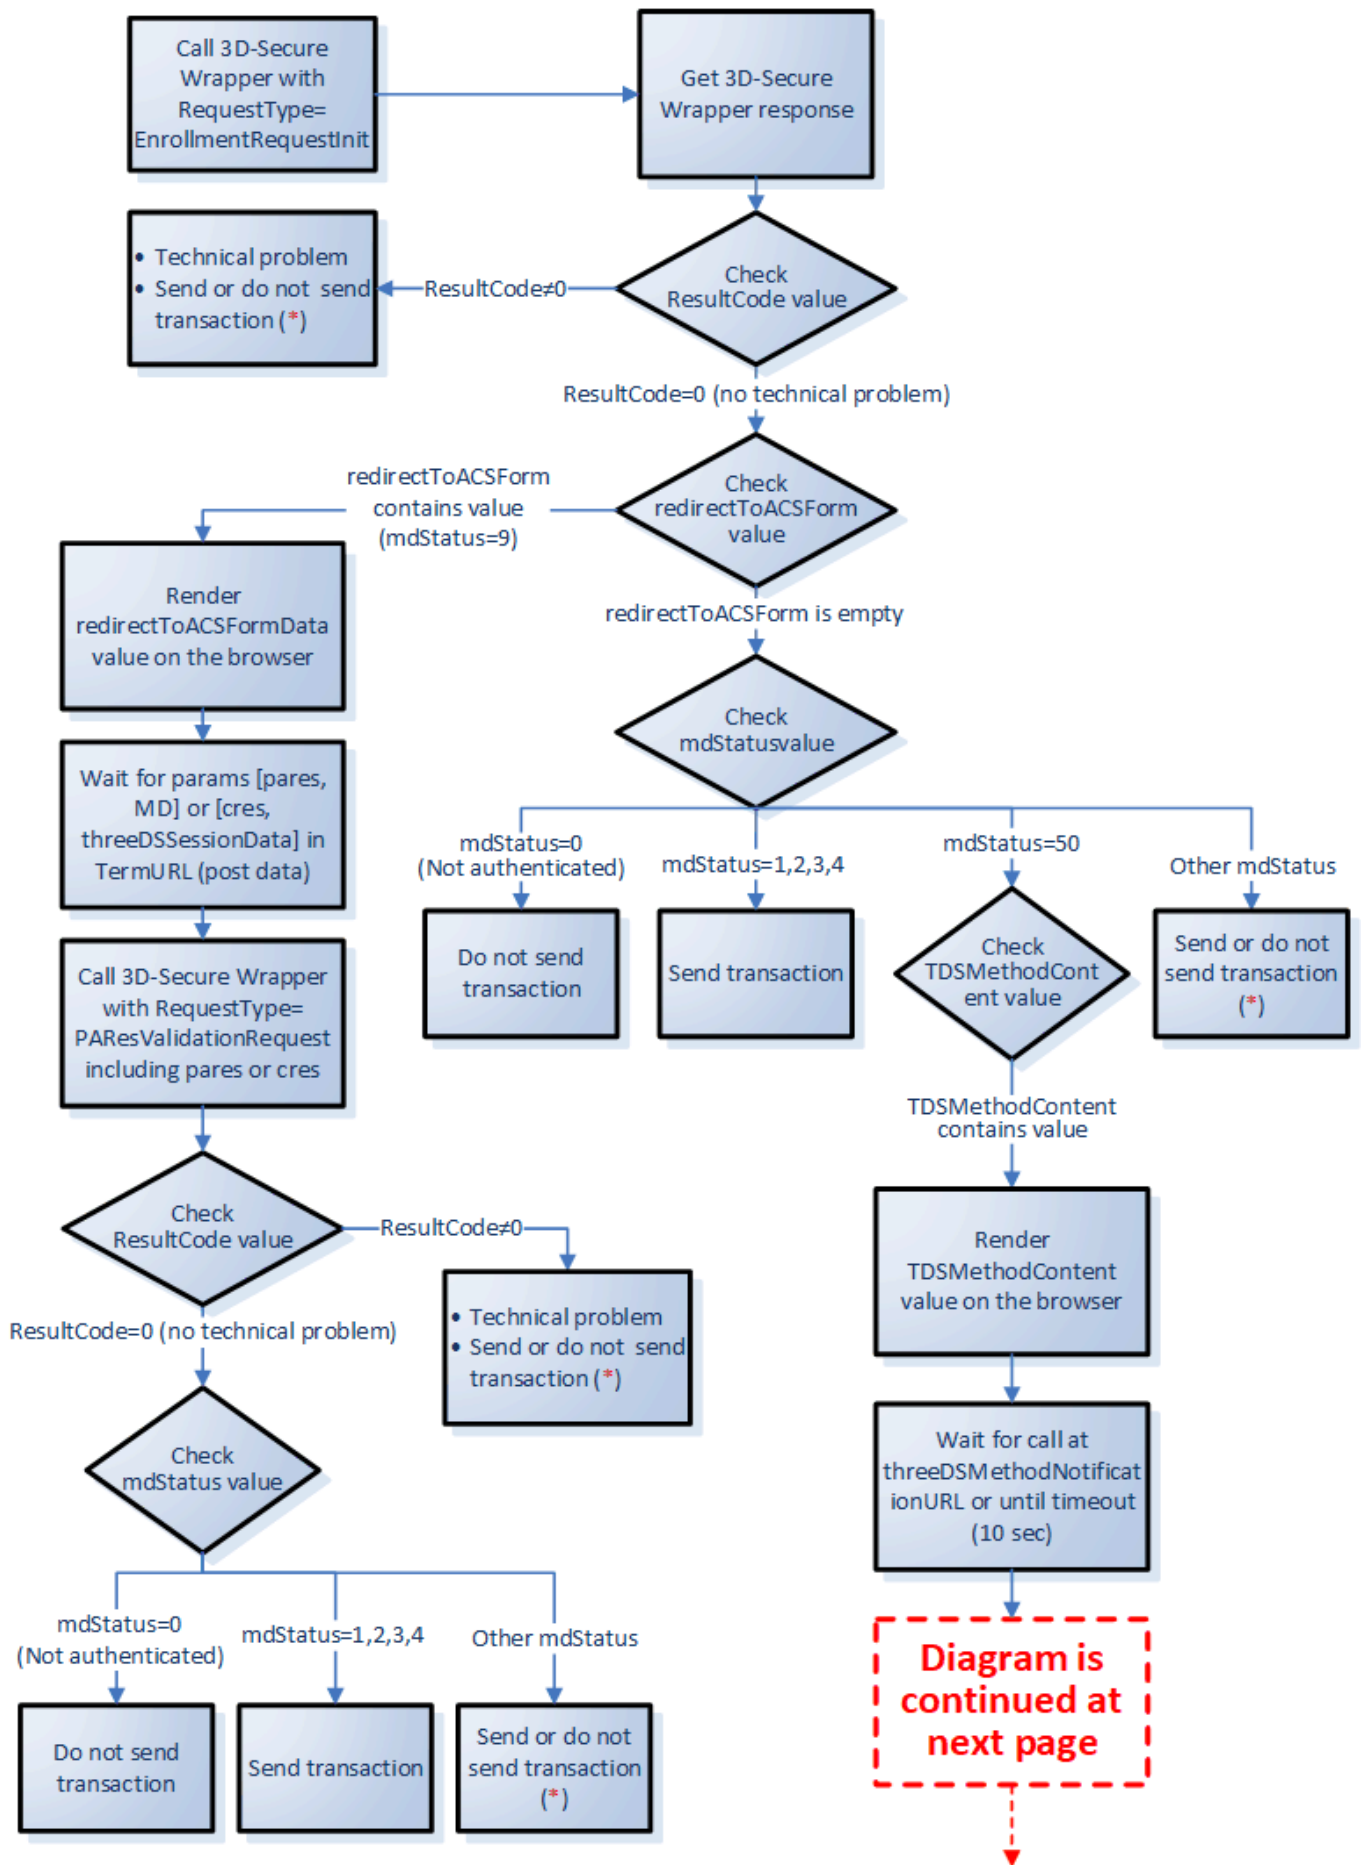 Call 3D-Secure
Wrapper with
RequestType=
EnrollmentRequestInit
Get 3D-Secure
Wrapper response
• Technical problem
• Send or do not send
transaction (*)
ResultCode≠0
Check
ResultCode value
ResultCode=0 (no technical problem)
redirectToACSForm
contains value
(mdStatus=9)
Check
redirectToACSForm
value
Render
redirectToACSFormData
value on the browser
redirectToACSForm is empty
Check
mdStatusvalue
Wait for params [pares,
MD] or [cres,
threeDSSessionData] in
TermURL (post data)
mdStatus=0
(Not authenticated)
mdStatus=1,2,3,4
mdStatus=50
Other mdStatus
Do not send
transaction
Send transaction
Check
TDSMethodCont
ent value
Send or do not
send transaction
(*)
Call 3D-Secure Wrapper
with RequestType=
PAResValidationRequest
including pares or cres
TDSMethodContent
contains value
Check
ResultCode value
ResultCode≠0
Render
TDSMethodContent
value on the browser
• Technical problem
• Send or do not send
transaction (*)
ResultCode=0 (no technical problem)
Check
mdStatus value
Wait for call at
threeDSMethodNotificat
ionURL or until timeout
(10 sec)
mdStatus=0
(Not authenticated)
mdStatus=1,2,3,4
Other mdStatus
Do not send
transaction
Send transaction
Send or do not
send transaction
(*)
Diagram is
continued at
next page